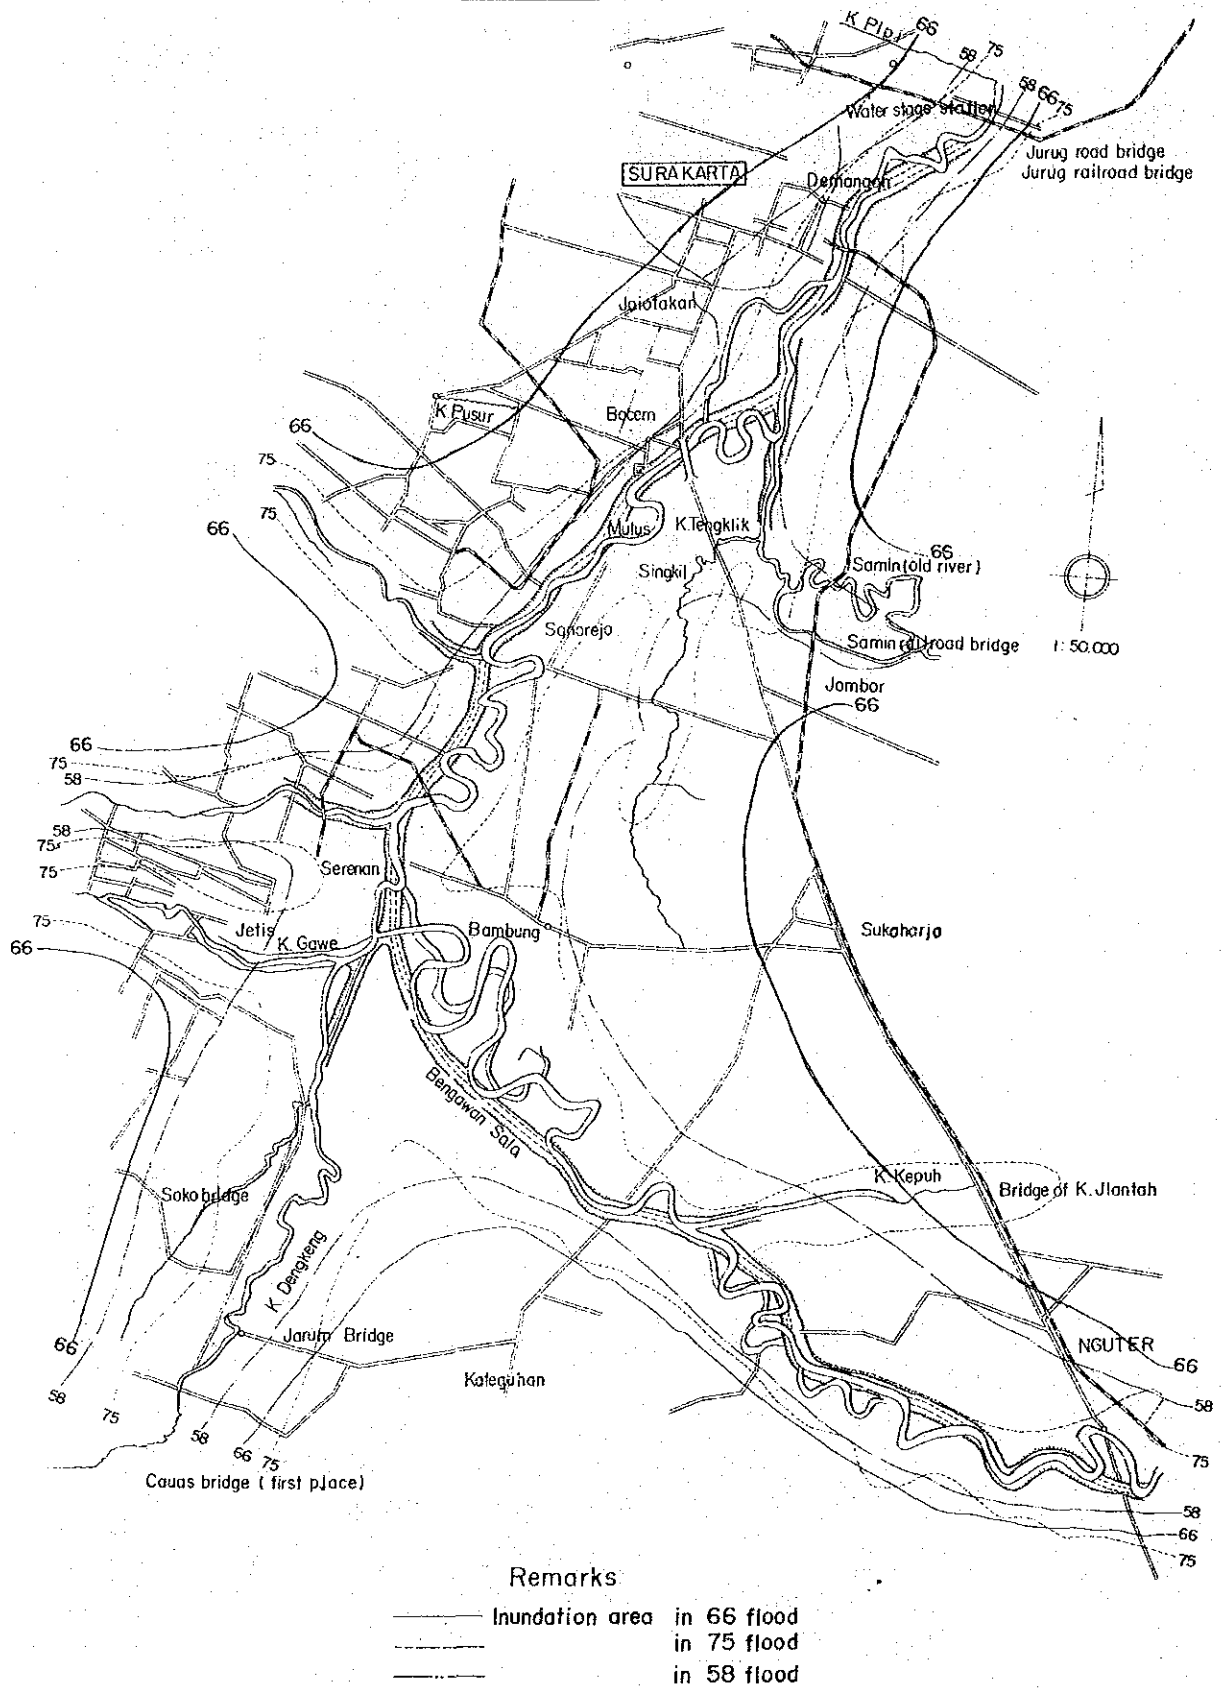 K Plpi
66
58
75
58
66
75
Water stage station
Jurug road bridge
Jurug railroad bridge
SURAKARTA
Demangan
Joiotakan
K Pusur
Bacem
66
75
75
66
Mulus
K.Tengklik
Singkil
66
Samin (old river)
Sanorejo
Samin railroad bridge
1: 50.000
Jombor
66
66
75
58
58
75
75
Serenan
75
66
Jetis
K. Gawe
Bambung
Sukoharjo
Bengawan Sala
K. Kepuh
Bridge of K. Jlantah
Soko bridge
K. Dengkeng
Jarum Bridge
NGUTER
66
66
58
75
Kateguhan
58
66
75
58
75
Cauas bridge ( first place)
58
66
75
Remarks
Inundation area in 66 flood
in 75 flood
in 58 flood